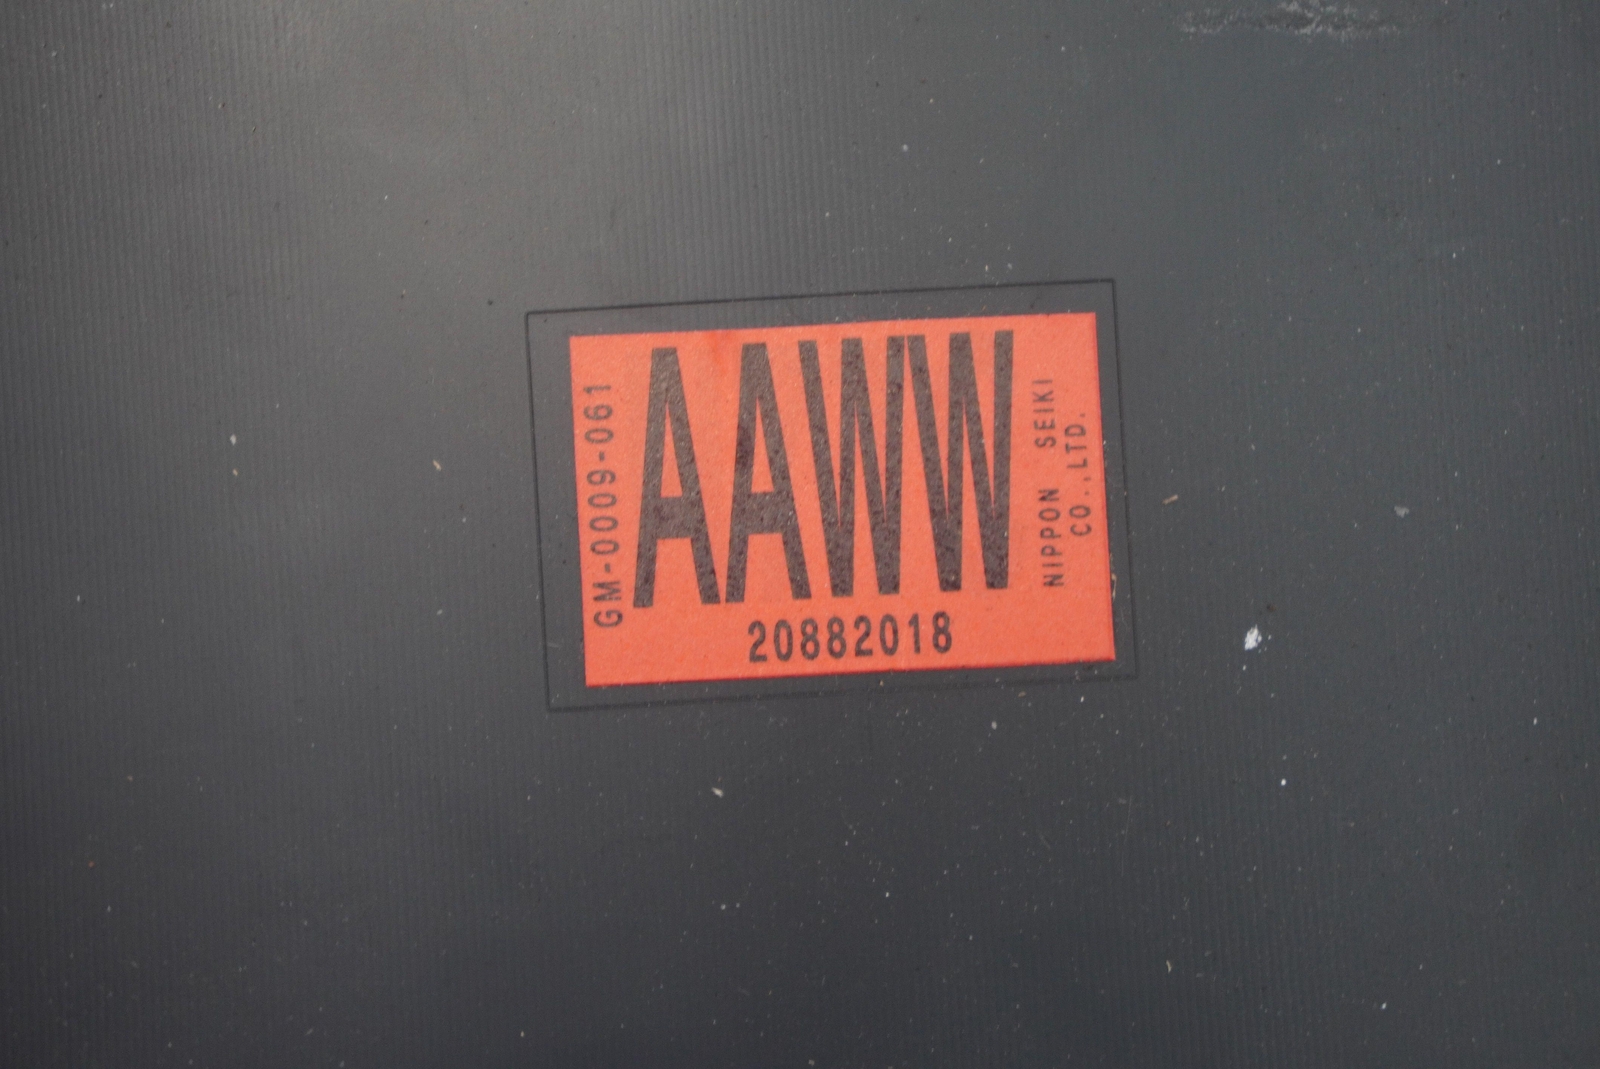 GM-0009-061
AAWW
20882018
NIPPON SEIKI
CO.,LTD.